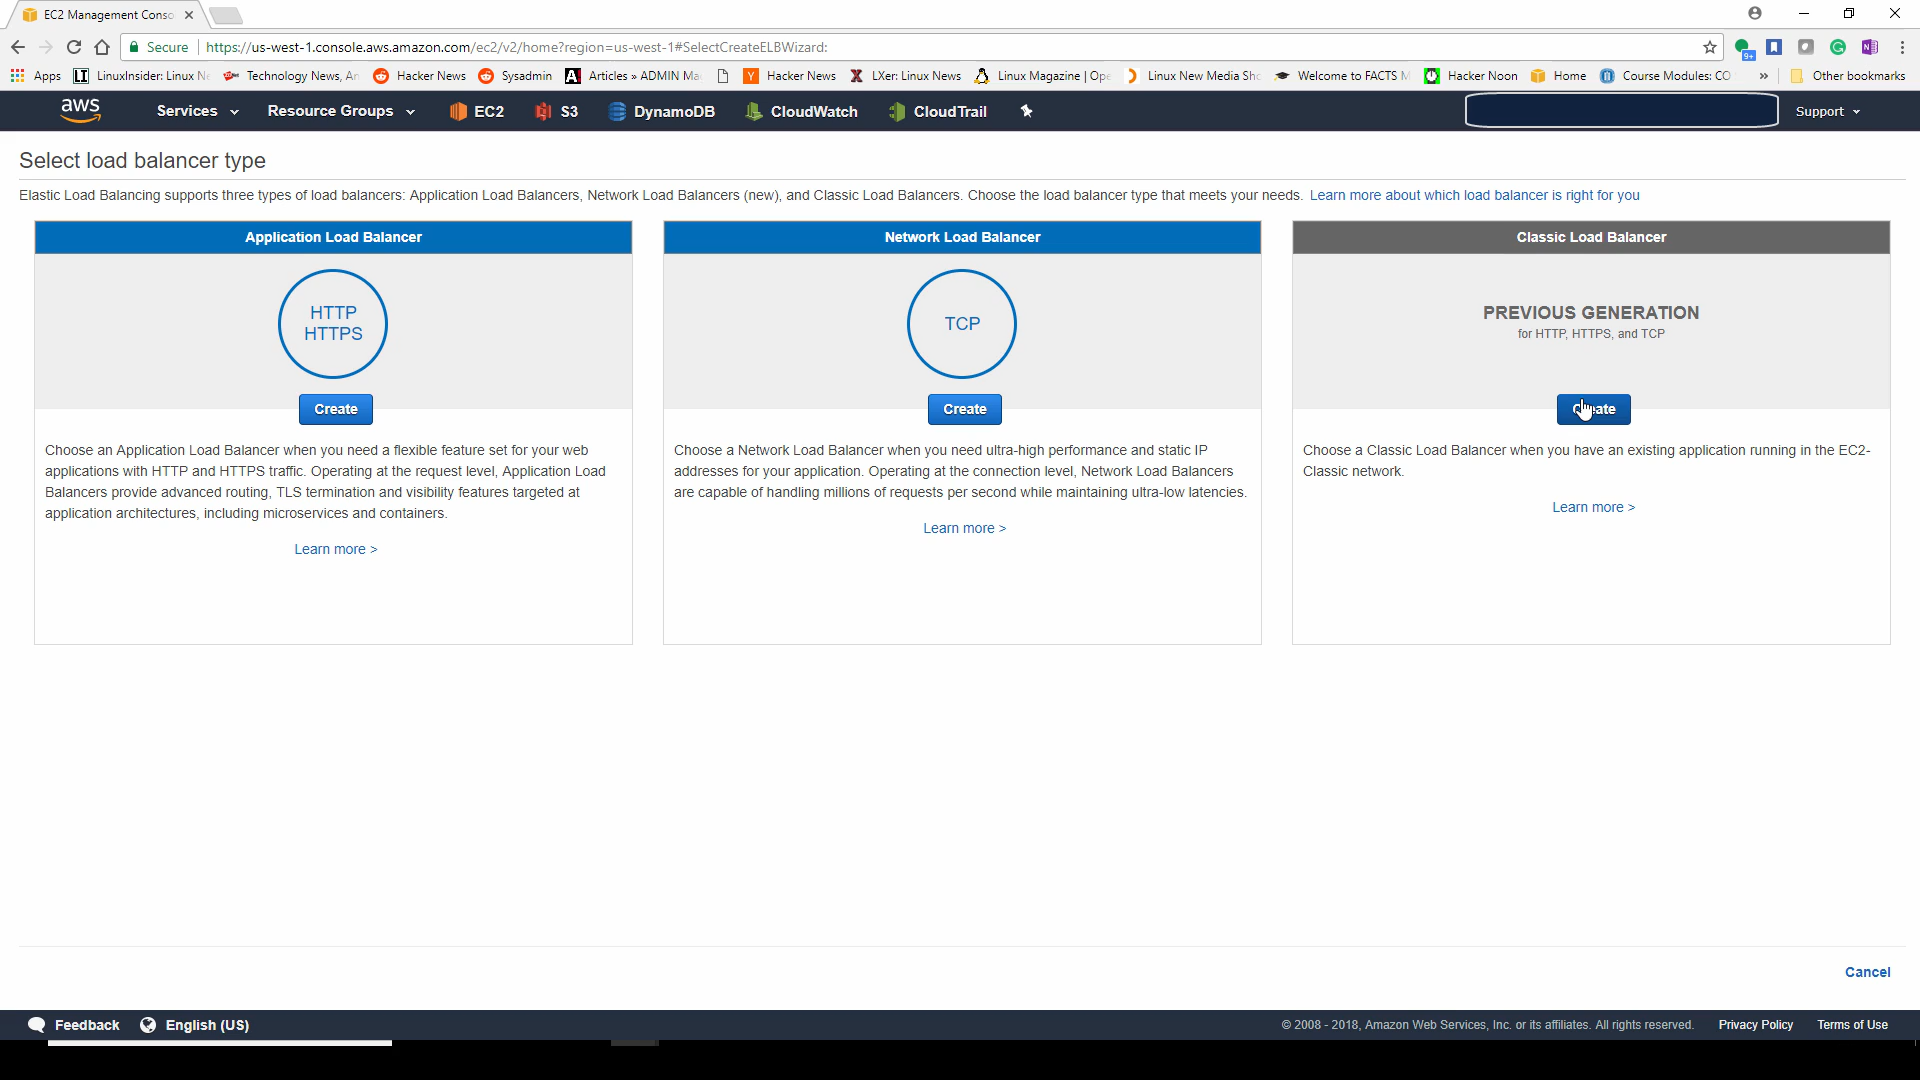 EC2 Management Conso
Secure https://us-west-1.console.aws.amazon.com/ec2/v2/home?region=us-west-1#SelectCreateELBWizard:
9+
Apps LinuxInsider: Linux Ne Technology News, An Hacker News Sysadmin Articles » ADMIN Ma Hacker News LXer: Linux News Linux Magazine | Ope Linux New Media Sho Welcome to FACTS M Hacker Noon Home Course Modules: CO » Other bookmarks
aws Services Resource Groups EC2 S3 DynamoDB CloudWatch CloudTrail Support
Select load balancer type
Elastic Load Balancing supports three types of load balancers: Application Load Balancers, Network Load Balancers (new), and Classic Load Balancers. Choose the load balancer type that meets your needs. Learn more about which load balancer is right for you
Application Load Balancer
HTTP
HTTPS
Create
Choose an Application Load Balancer when you need a flexible feature set for your web
applications with HTTP and HTTPS traffic. Operating at the request level, Application Load
Balancers provide advanced routing, TLS termination and visibility features targeted at
application architectures, including microservices and containers.
Learn more >
Network Load Balancer
TCP
Create
Choose a Network Load Balancer when you need ultra-high performance and static IP
addresses for your application. Operating at the connection level, Network Load Balancers
are capable of handling millions of requests per second while maintaining ultra-low latencies.
Learn more >
Classic Load Balancer
PREVIOUS GENERATION
for HTTP, HTTPS, and TCP
Create
Choose a Classic Load Balancer when you have an existing application running in the EC2-
Classic network.
Learn more >
Cancel
Feedback English (US) © 2008 - 2018, Amazon Web Services, Inc. or its affiliates. All rights reserved. Privacy Policy Terms of Use